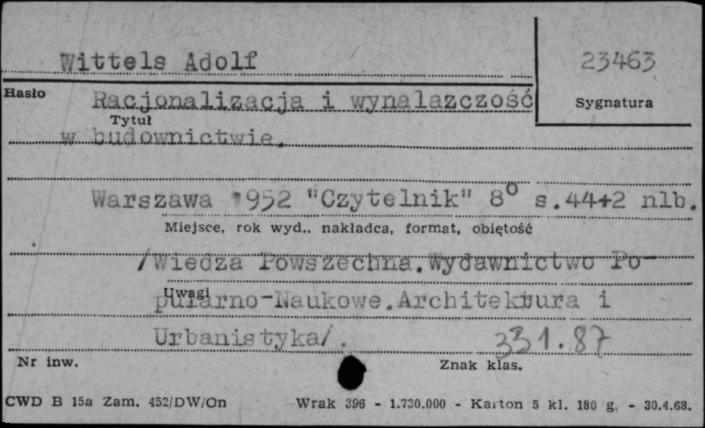 Wittels Adolf
23463
Hasło
Racjonalizacja i wynalazczość
Sygnatura
Tytuł
w budownictwie.
Warszawa 1952 "Czytelnik" 8° s.44+2 nlb.
Miejsce, rok wyd., nakładca, format, objętość
/Wiedza Powszechna.Wydawnictwo Po-
Uwagi
pularno-Naukowe.Architektura i
Urbanistyka/.
331.87
Nr inw.
Znak klas.
CWD B 15a Zam. 452/DW/On
Wrak 396 - 1.730.000 - Karton 5 kl. 180 g. - 30.4.68.